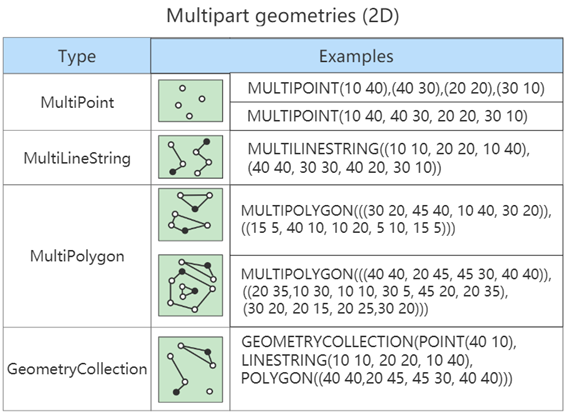 Multipart geometries (2D)
Type
Examples
MultiPoint
MULTIPOINT(10 40),(40 30),(20 20),(30 10)
MULTIPOINT(10 40, 40 30, 20 20, 30 10)
MultiLineString
MULTILINESTRING((10 10, 20 20, 10 40),
(40 40, 30 30, 40 20, 30 10))
MultiPolygon
MULTIPOLYGON(((30 20, 45 40, 10 40, 30 20)),
((15 5, 40 10, 10 20, 5 10, 15 5)))
MULTIPOLYGON(((40 40, 20 45, 45 30, 40 40)),
((20 35,10 30, 10 10, 30 5, 45 20, 20 35),
(30 20, 20 15, 20 25,30 20)))
GeometryCollection
GEOMETRYCOLLECTION(POINT(40 10),
LINESTRING(10 10, 20 20, 10 40),
POLYGON((40 40,20 45, 45 30, 40 40)))